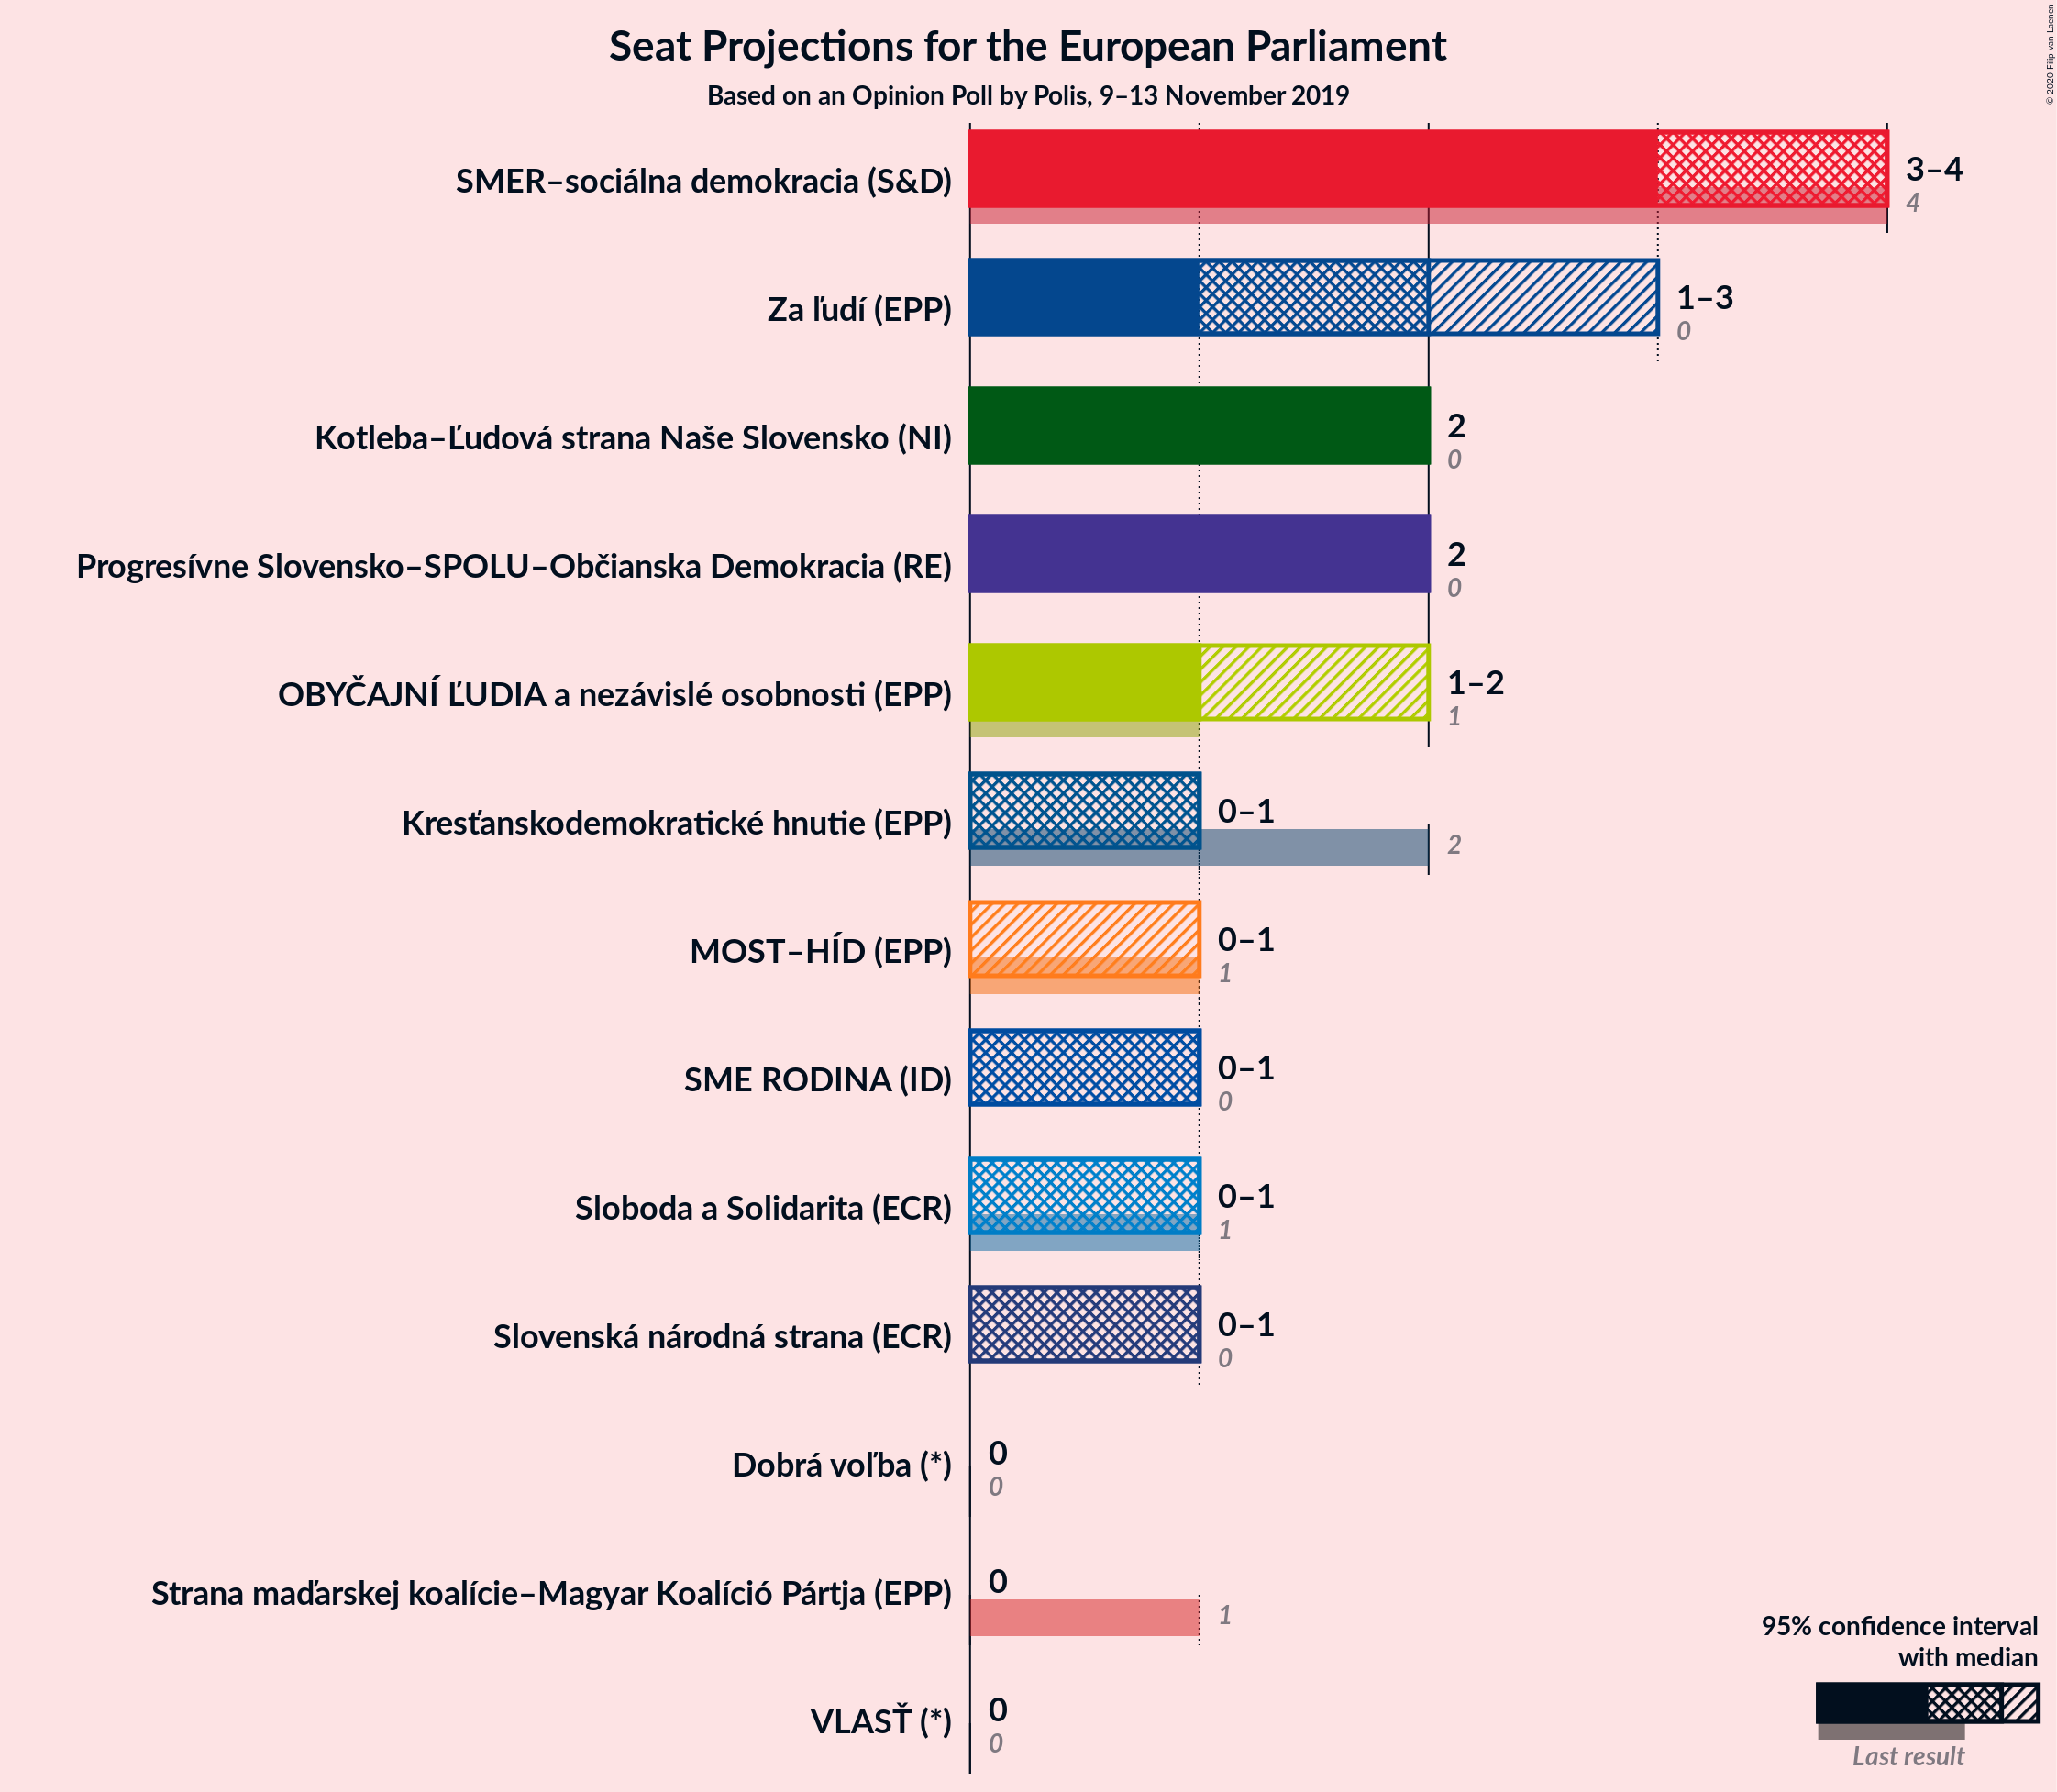 Seat Projections for the European Parliament
Based on an Opinion Poll by Polis, 9–13 November 2019
© 2020 Filip van Laenen
SMER–sociálna demokracia (S&D)
3–4
4
Za ľudí (EPP)
1–3
0
Kotleba–Ľudová strana Naše Slovensko (NI)
2
0
Progresívne Slovensko–SPOLU–Občianska Demokracia (RE)
2
0
OBYČAJNÍ ĽUDIA a nezávislé osobnosti (EPP)
1–2
1
Kresťanskodemokratické hnutie (EPP)
0–1
2
MOST–HÍD (EPP)
0–1
1
SME RODINA (ID)
0–1
0
Sloboda a Solidarita (ECR)
0–1
1
Slovenská národná strana (ECR)
0–1
0
Dobrá voľba (*)
0
0
Strana maďarskej koalície–Magyar Koalíció Pártja (EPP)
0
1
VLASŤ (*)
0
0
95% confidence interval
with median
Last result